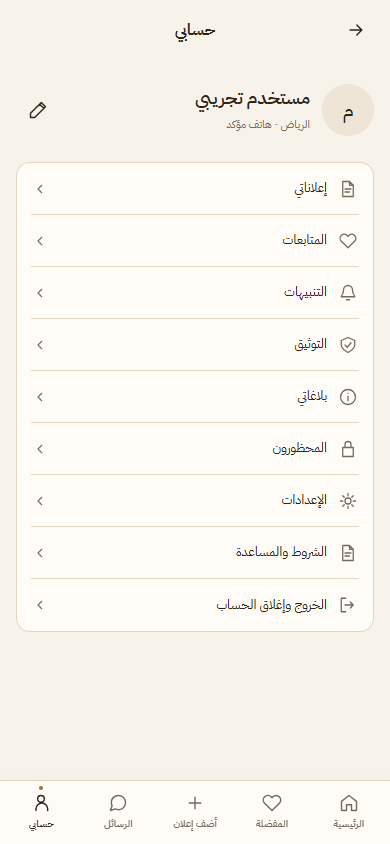 حسابي
م
مستخدم تجريبي
الرياض · هاتف مؤكد
إعلاناتي
المتابعات
التنبيهات
التوثيق
بلاغاتي
المحظورون
الإعدادات
الشروط والمساعدة
الخروج وإغلاق الحساب
الرئيسية
المفضلة
أضف إعلان
الرسائل
حسابي